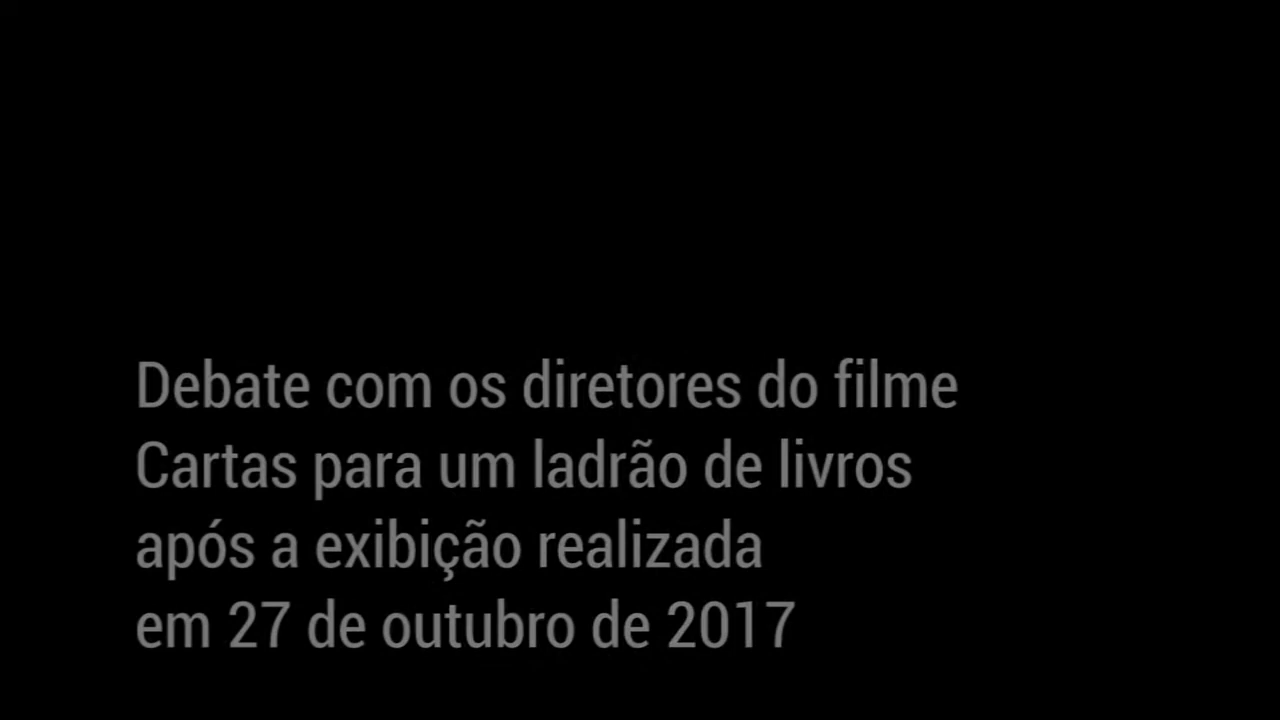 Debate com os diretores do filme
Cartas para um ladrão de livros
após a exibição realizada
em 27 de outubro de 2017